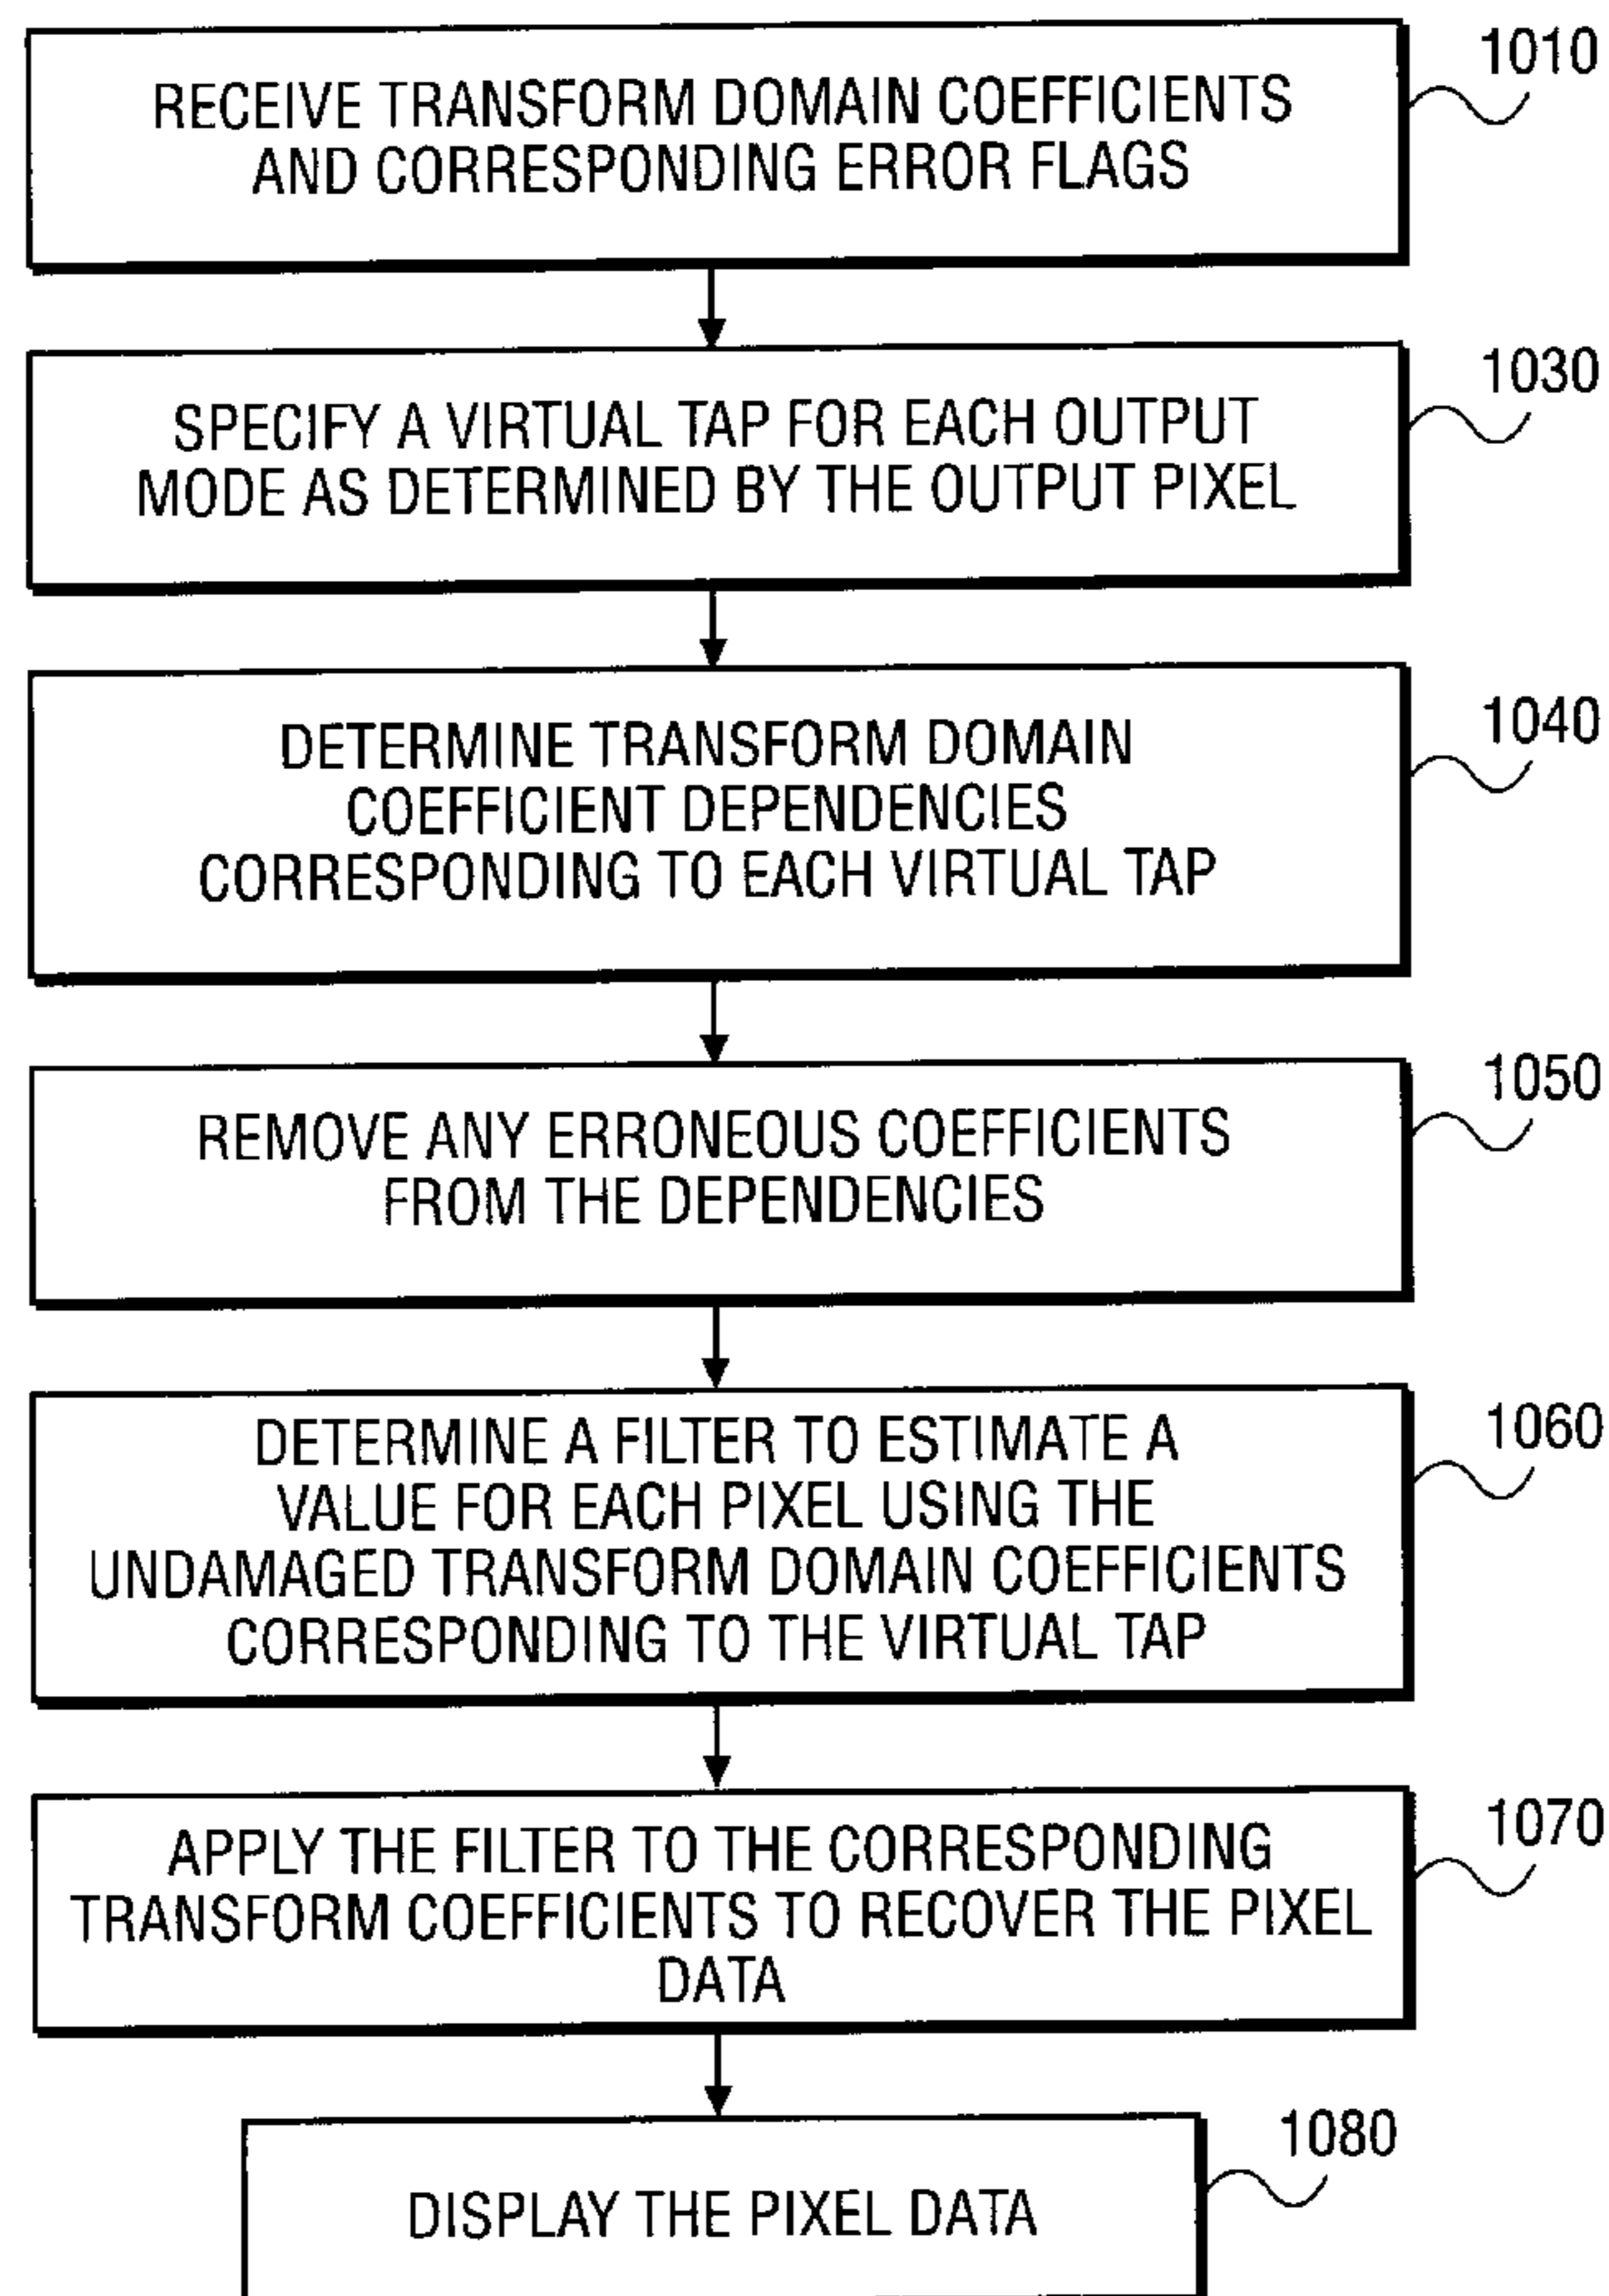 1010
RECEIVE TRANSFORM DOMAIN COEFFICIENTS
AND CORRESPONDING ERROR FLAGS
1030
SPECIFY A VIRTUAL TAP FOR EACH OUTPUT
MODE AS DETERMINED BY THE OUTPUT PIXEL
1040
DETERMINE TRANSFORM DOMAIN
COEFFICIENT DEPENDENCIES
CORRESPONDING TO EACH VIRTUAL TAP
1050
REMOVE ANY ERRONEOUS COEFFICIENTS
FROM THE DEPENDENCIES
1060
DETERMINE A FILTER TO ESTIMATE A
VALUE FOR EACH PIXEL USING THE
UNDAMAGED TRANSFORM DOMAIN COEFFICIENTS
CORRESPONDING TO THE VIRTUAL TAP
1070
APPLY THE FILTER TO THE CORRESPONDING
TRANSFORM COEFFICIENTS TO RECOVER THE PIXEL
DATA
1080
DISPLAY THE PIXEL DATA